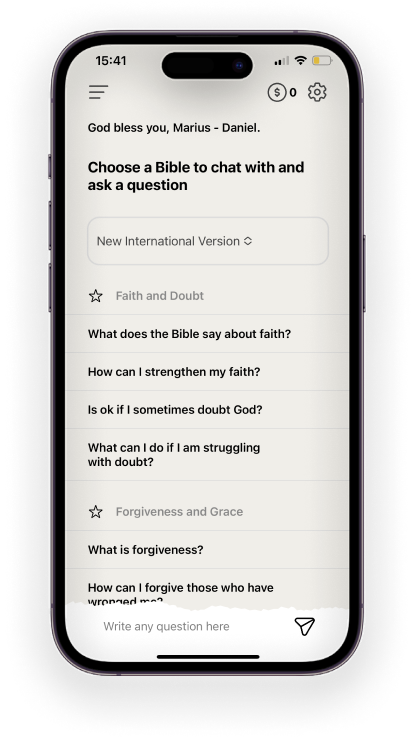 15:41
$ 0
God bless you, Marius - Daniel.
Choose a Bible to chat with and
ask a question
New International Version
Faith and Doubt
What does the Bible say about faith?
How can I strengthen my faith?
Is ok if I sometimes doubt God?
What can I do if I am struggling
with doubt?
Forgiveness and Grace
What is forgiveness?
How can I forgive those who have
wronged me?
Write any question here